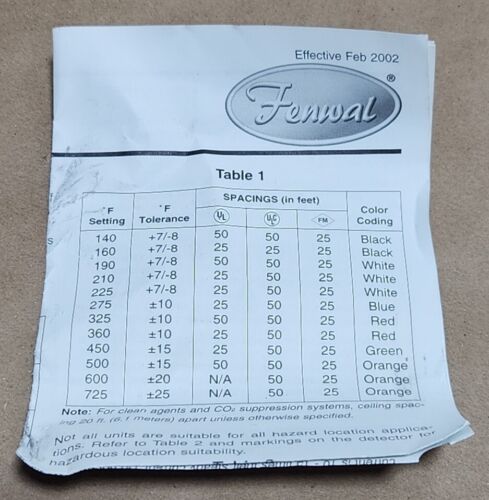 Effective Feb 2002
Fenwal®
Table 1
SPACINGS (in feet)
°F Setting °F Tolerance UL ULC FM Color Coding
140 +7/-8 50 50 25 Black
160 +7/-8 25 25 25 Black
190 +7/-8 50 50 25 White
210 +7/-8 25 50 25 White
225 +7/-8 25 50 25 White
275 ±10 25 50 25 Blue
325 ±10 50 50 25 Red
360 ±10 25 50 25 Red
450 ±15 25 50 25 Green
500 ±15 50 50 25 Orange
600 ±20 N/A 50 25 Orange
725 ±25 N/A 50 25 Orange
Note: For clean agents and CO₂ suppression systems, ceiling spac-
ing 20 ft. (6.1 meters) apart unless otherwise specified.
Not all units are suitable for all hazard location applica-
tions. Refer to Table 2 and markings on the detector for
hazardous location suitability.